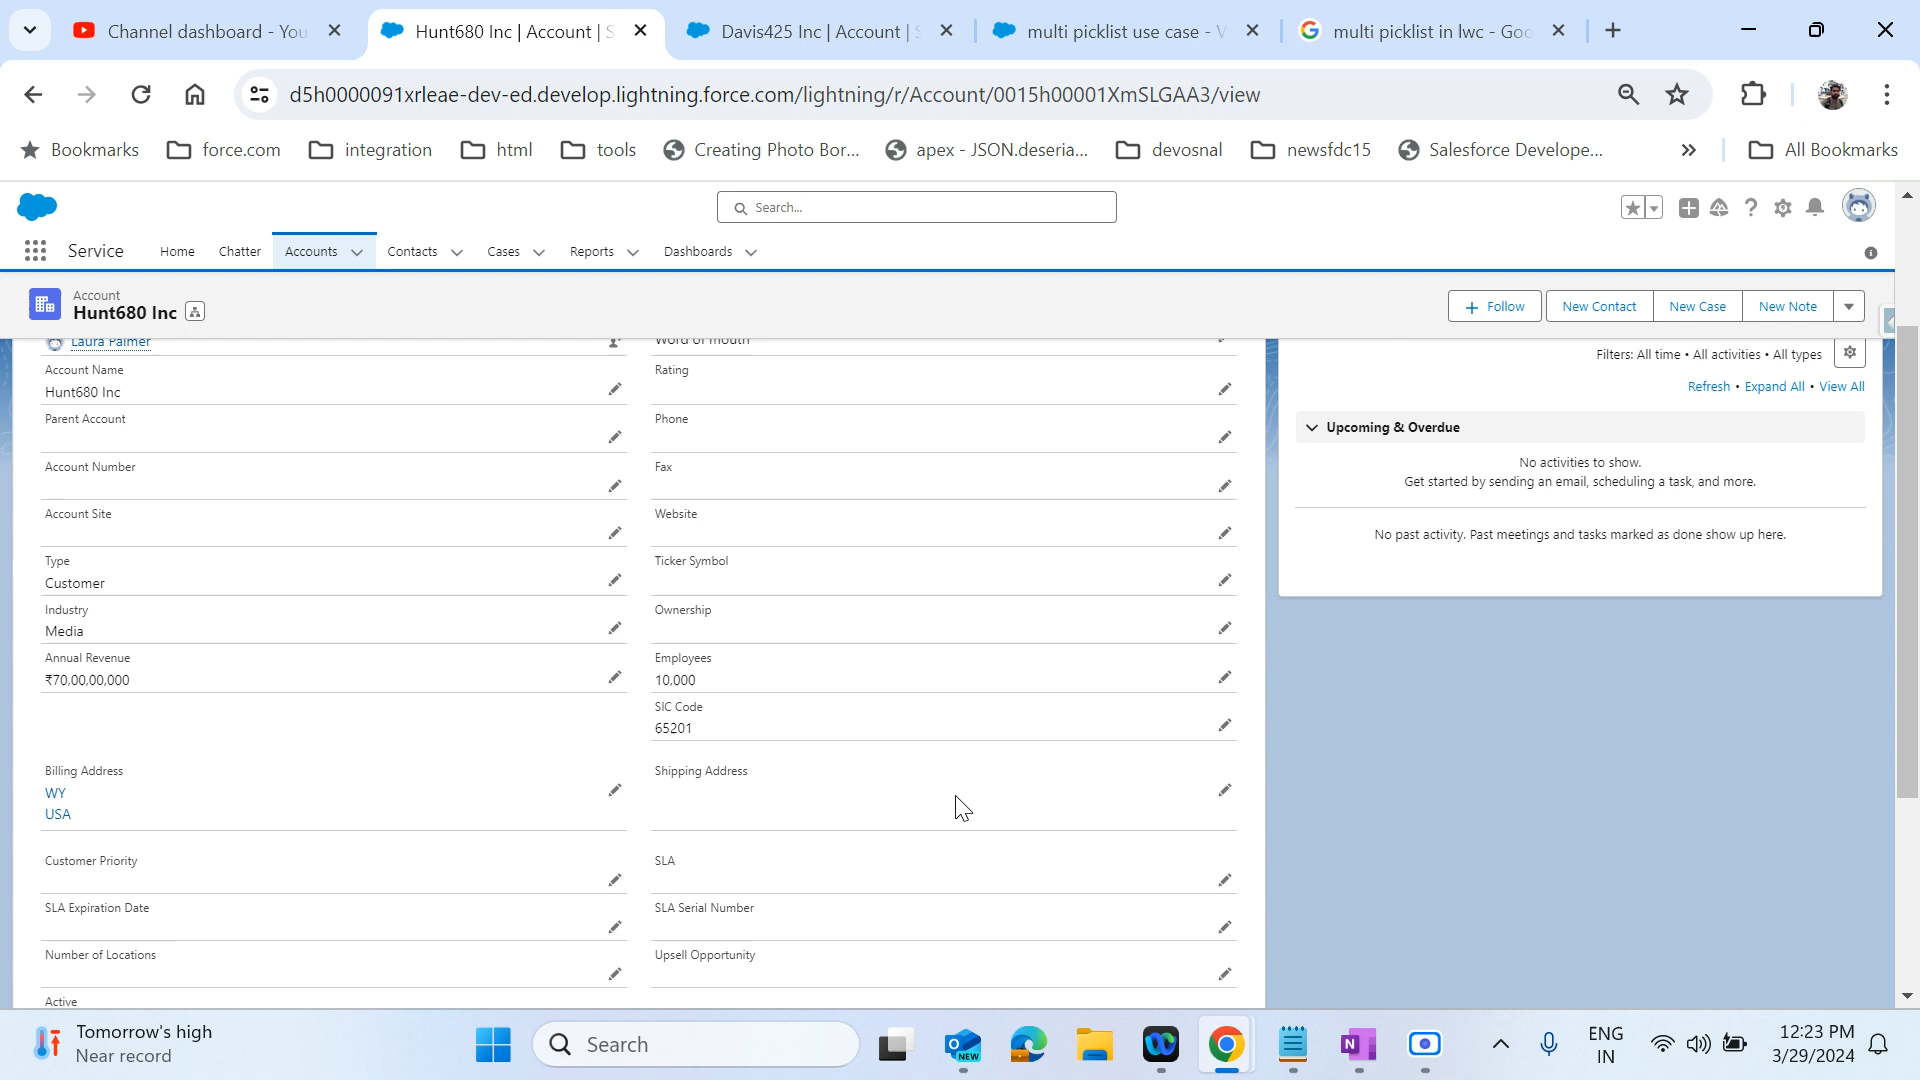 Channel dashboard - You
Hunt680 Inc | Account | S
Davis425 Inc | Account | S
multi picklist use case - V
multi picklist in lwc - Goo
d5h0000091xrleae-dev-ed.develop.lightning.force.com/lightning/r/Account/0015h00001XmSLGAA3/view
Bookmarks
force.com
integration
html
tools
Creating Photo Bor...
apex - JSON.deseria...
devosnal
newsfdc15
Salesforce Develope...
»
All Bookmarks
Search...
Service
Home
Chatter
Accounts
Contacts
Cases
Reports
Dashboards
Account
Hunt680 Inc
+ Follow
New Contact
New Case
New Note
Laura Palmer
Word of mouth
Account Name
Hunt680 Inc
Rating
Parent Account
Phone
Account Number
Fax
Account Site
Website
Type
Customer
Ticker Symbol
Industry
Media
Ownership
Annual Revenue
₹70,00,00,000
Employees
10,000
SIC Code
65201
Billing Address
WY
USA
Shipping Address
Customer Priority
SLA
SLA Expiration Date
SLA Serial Number
Number of Locations
Upsell Opportunity
Active
Filters: All time • All activities • All types
Refresh • Expand All • View All
Upcoming & Overdue
No activities to show.
Get started by sending an email, scheduling a task, and more.
No past activity. Past meetings and tasks marked as done show up here.
Tomorrow's high
Near record
Search
NEW
ENG
IN
12:23 PM
3/29/2024